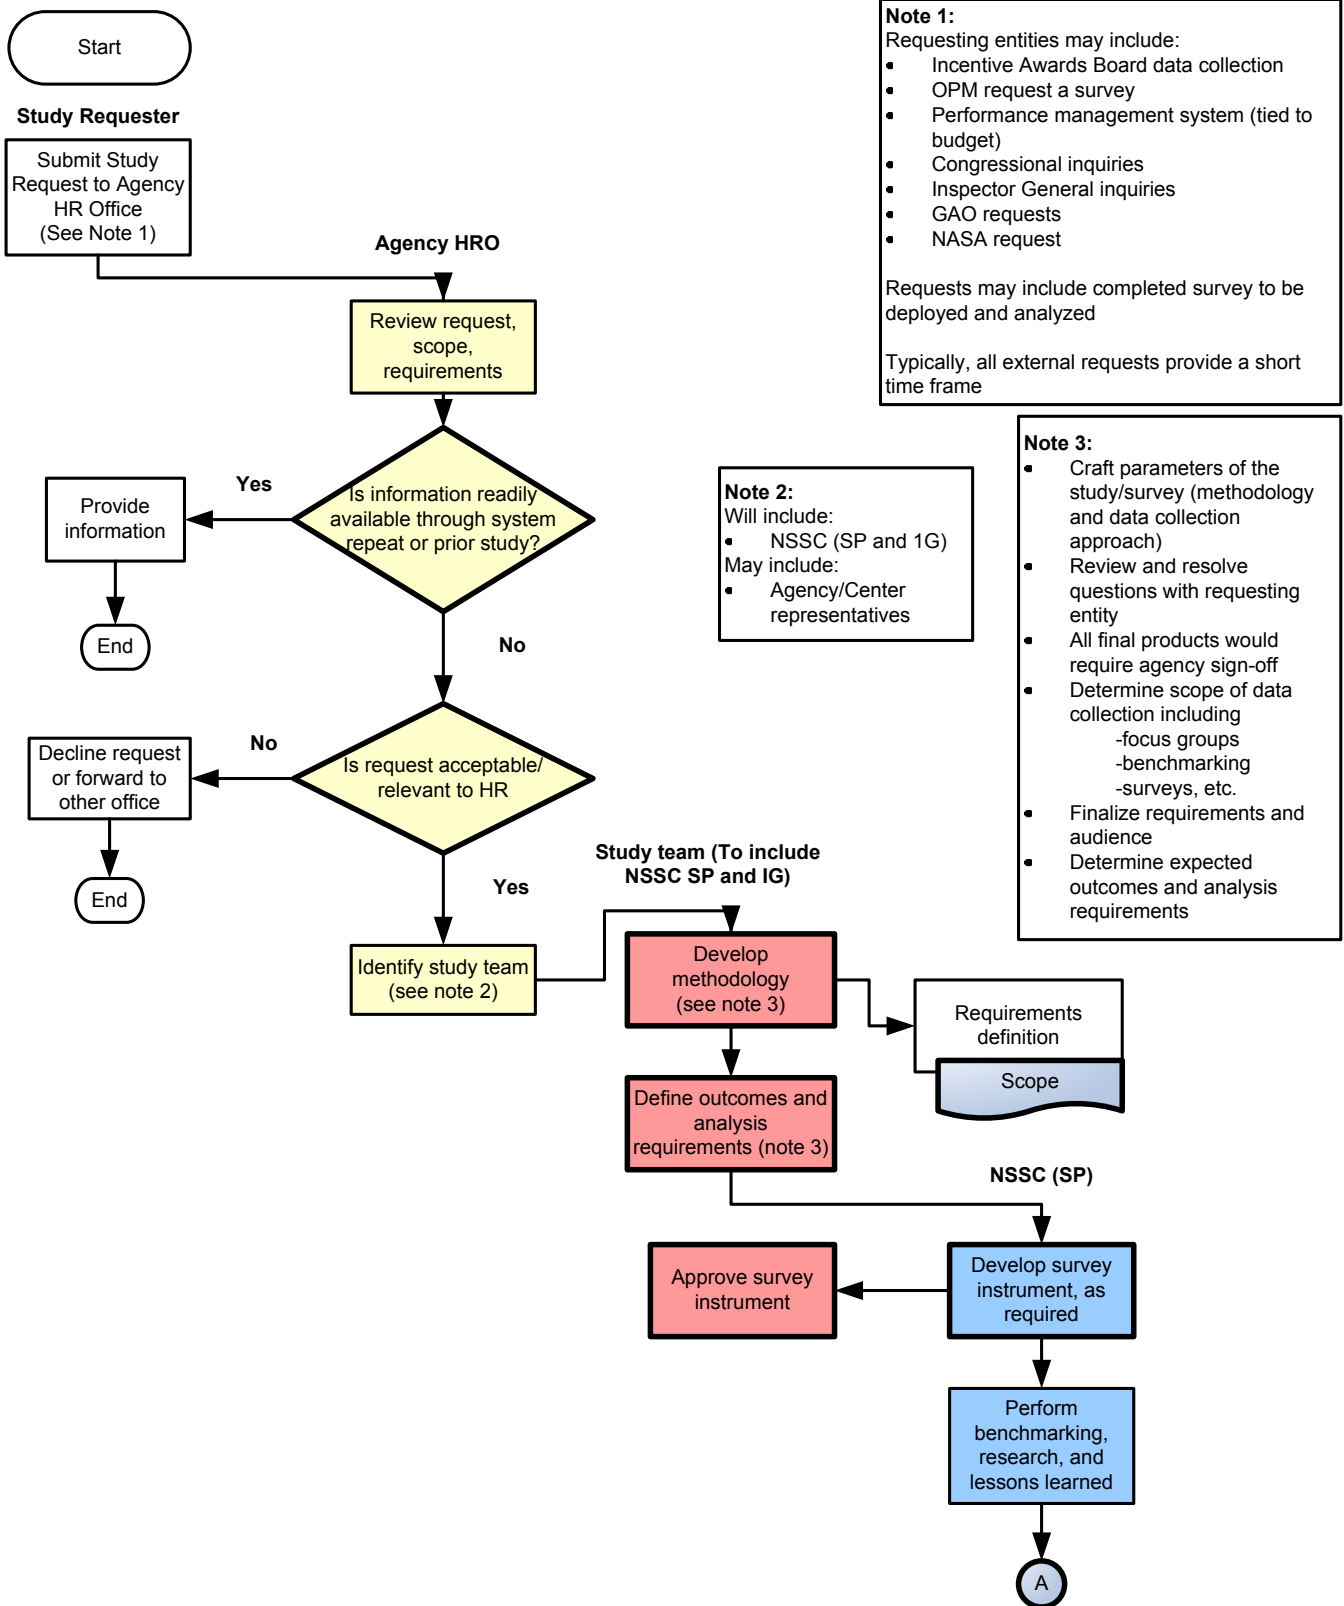 Start
Study Requester
Submit Study
Request to Agency
HR Office
(See Note 1)
Agency HRO
Review request,
scope,
requirements
Is information readily
available through system
repeat or prior study?
Yes
Provide
information
End
No
Is request acceptable/
relevant to HR
No
Decline request
or forward to
other office
End
Yes
Identify study team
(see note 2)
Study team (To include
NSSC SP and IG)
Develop
methodology
(see note 3)
Requirements
definition
Scope
Define outcomes and
analysis
requirements (note 3)
NSSC (SP)
Develop survey
instrument, as
required
Approve survey
instrument
Perform
benchmarking,
research, and
lessons learned
A
Note 1:
Requesting entities may include:
• Incentive Awards Board data collection
• OPM request a survey
• Performance management system (tied to
budget)
• Congressional inquiries
• Inspector General inquiries
• GAO requests
• NASA request
Requests may include completed survey to be
deployed and analyzed
Typically, all external requests provide a short
time frame
Note 2:
Will include:
• NSSC (SP and 1G)
May include:
• Agency/Center
representatives
Note 3:
• Craft parameters of the
study/survey (methodology
and data collection
approach)
• Review and resolve
questions with requesting
entity
• All final products would
require agency sign-off
• Determine scope of data
collection including
-focus groups
-benchmarking
-surveys, etc.
• Finalize requirements and
audience
• Determine expected
outcomes and analysis
requirements